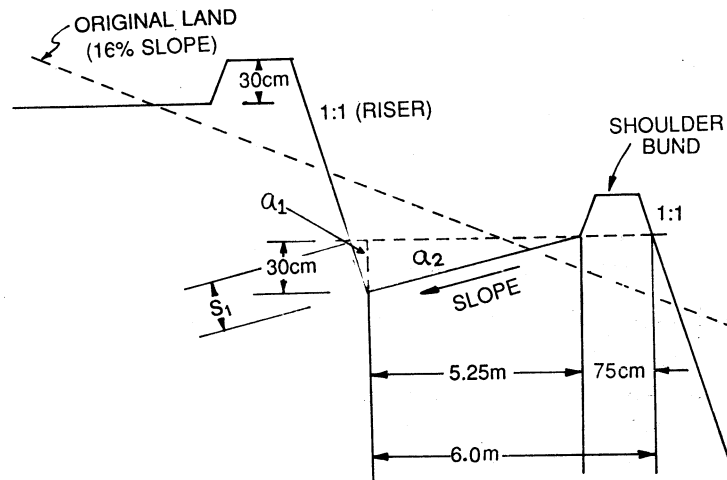 ORIGINAL LAND
(16% SLOPE)
30cm
1:1 (RISER)
SHOULDER
BUND
a1
1:1
30cm
a2
S1
SLOPE
5.25m
75cm
6.0m